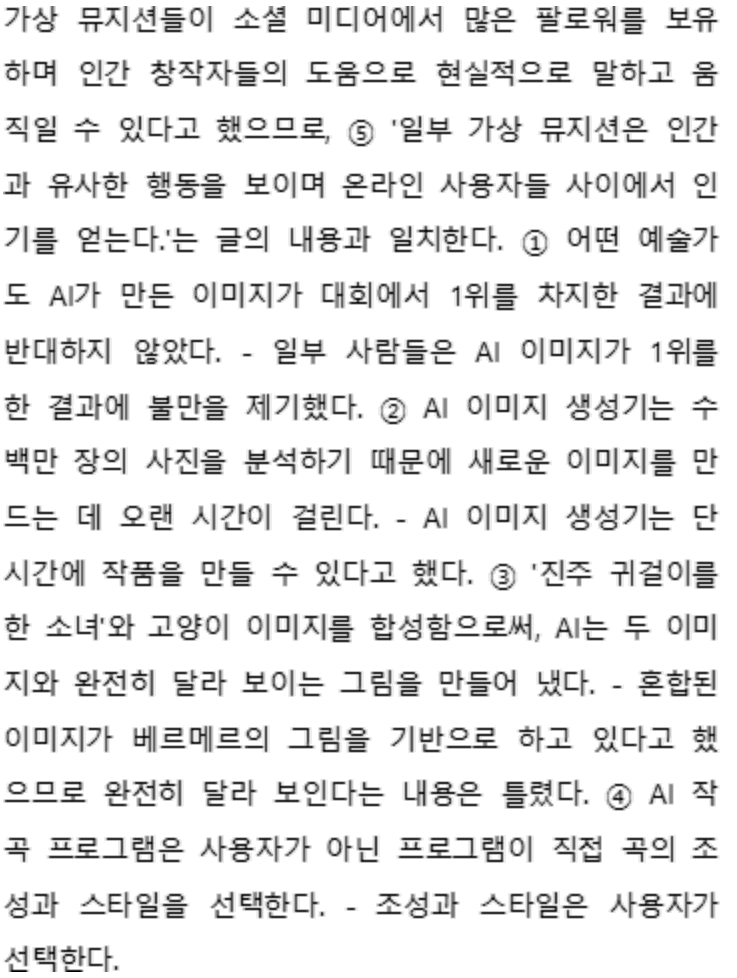 가상 뮤지션들이 소셜 미디어에서 많은 팔로워를 보유
하며 인간 창작자들의 도움으로 현실적으로 말하고 움
직일 수 있다고 했으므로, ⑤ '일부 가상 뮤지션은 인간
과 유사한 행동을 보이며 온라인 사용자들 사이에서 인
기를 얻는다.'는 글의 내용과 일치한다. ① 어떤 예술가
도 AI가 만든 이미지가 대회에서 1위를 차지한 결과에
반대하지 않았다. - 일부 사람들은 AI 이미지가 1위를
한 결과에 불만을 제기했다. ② AI 이미지 생성기는 수
백만 장의 사진을 분석하기 때문에 새로운 이미지를 만
드는 데 오랜 시간이 걸린다. - AI 이미지 생성기는 단
시간에 작품을 만들 수 있다고 했다. ③ '진주 귀걸이를
한 소녀'와 고양이 이미지를 합성함으로써, AI는 두 이미
지와 완전히 달라 보이는 그림을 만들어 냈다. - 혼합된
이미지가 베르메르의 그림을 기반으로 하고 있다고 했
으므로 완전히 달라 보인다는 내용은 틀렸다. ④ AI 작
곡 프로그램은 사용자가 아닌 프로그램이 직접 곡의 조
성과 스타일을 선택한다. - 조성과 스타일은 사용자가
선택한다.